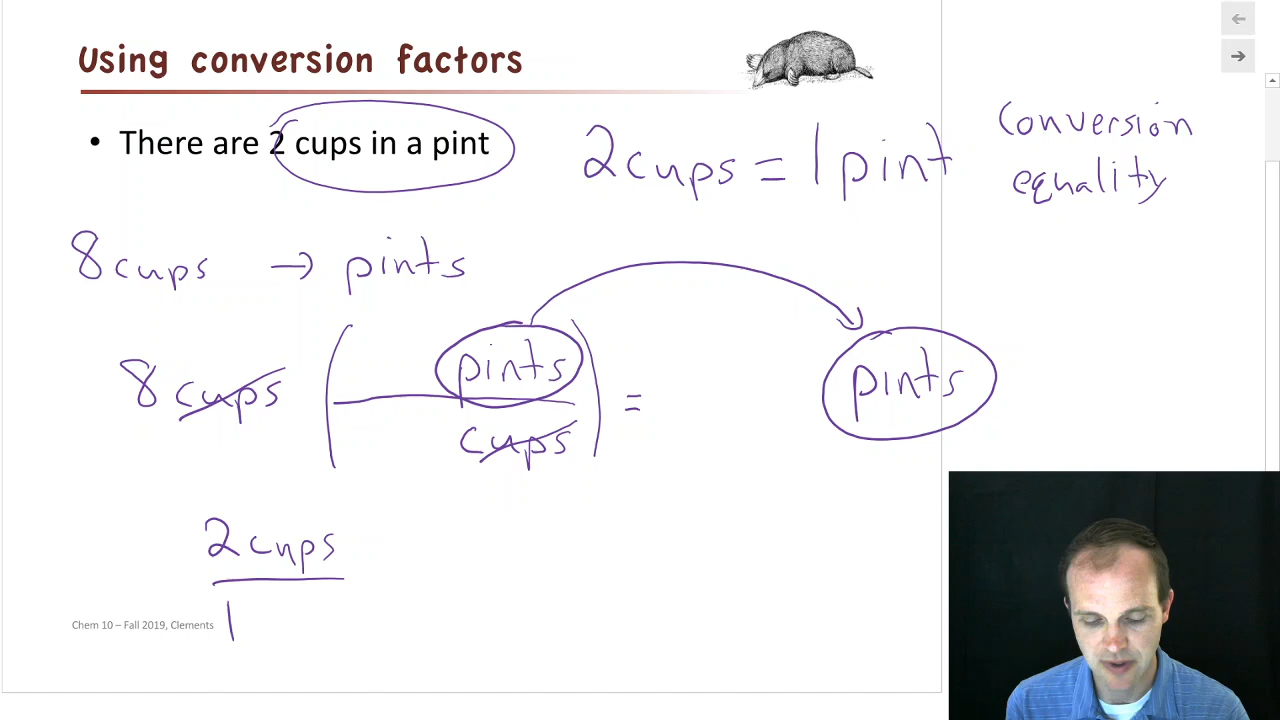 Using conversion factors
• There are 2 cups in a pint
2 cups = 1 pint
conversion
equality
8 cups → pints
8 cups ( pints / cups ) = pints
2 cups
1
Chem 10 – Fall 2019, Clements